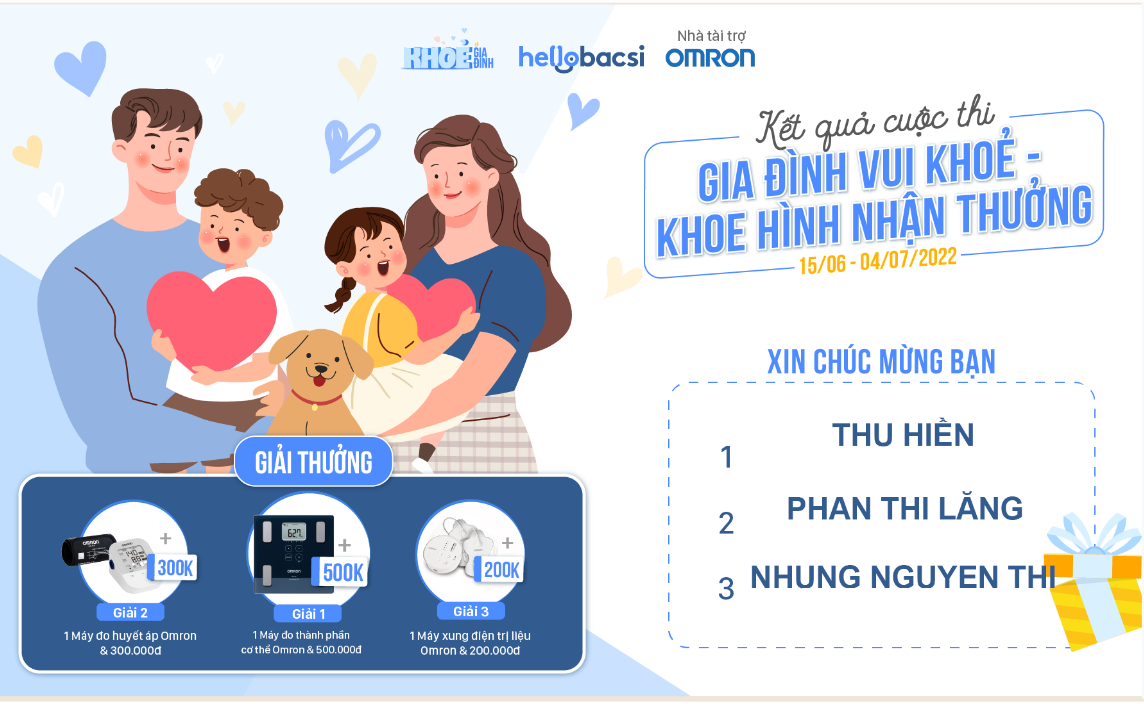 KHOẺ GIA ĐÌNH
hellobacsi
Nhà tài trợ
OMRON
Kết quả cuộc thi
GIA ĐÌNH VUI KHOẺ -
KHOE HÌNH NHẬN THƯỞNG
15/06 - 04/07/2022
XIN CHÚC MỪNG BẠN
1 THU HIỀN
2 PHAN THI LĂNG
3 NHUNG NGUYEN THI
GIẢI THƯỞNG
+ 300K
Giải 2
1 Máy đo huyết áp Omron
& 300.000đ
+ 500K
Giải 1
1 Máy đo thành phần
cơ thể Omron & 500.000đ
+ 200K
Giải 3
1 Máy xung điện trị liệu
Omron & 200.000đ